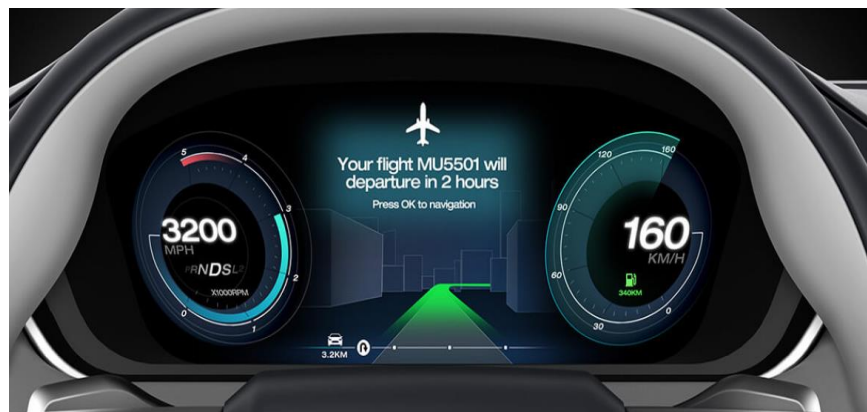 5
4
3
2
1
0
3200
MPH
PRNDSL2
X1000RPM
Your flight MU5501 will
departure in 2 hours
Press OK to navigation
3.2KM
120
160
90
60
30
0
160
KM/H
340KM